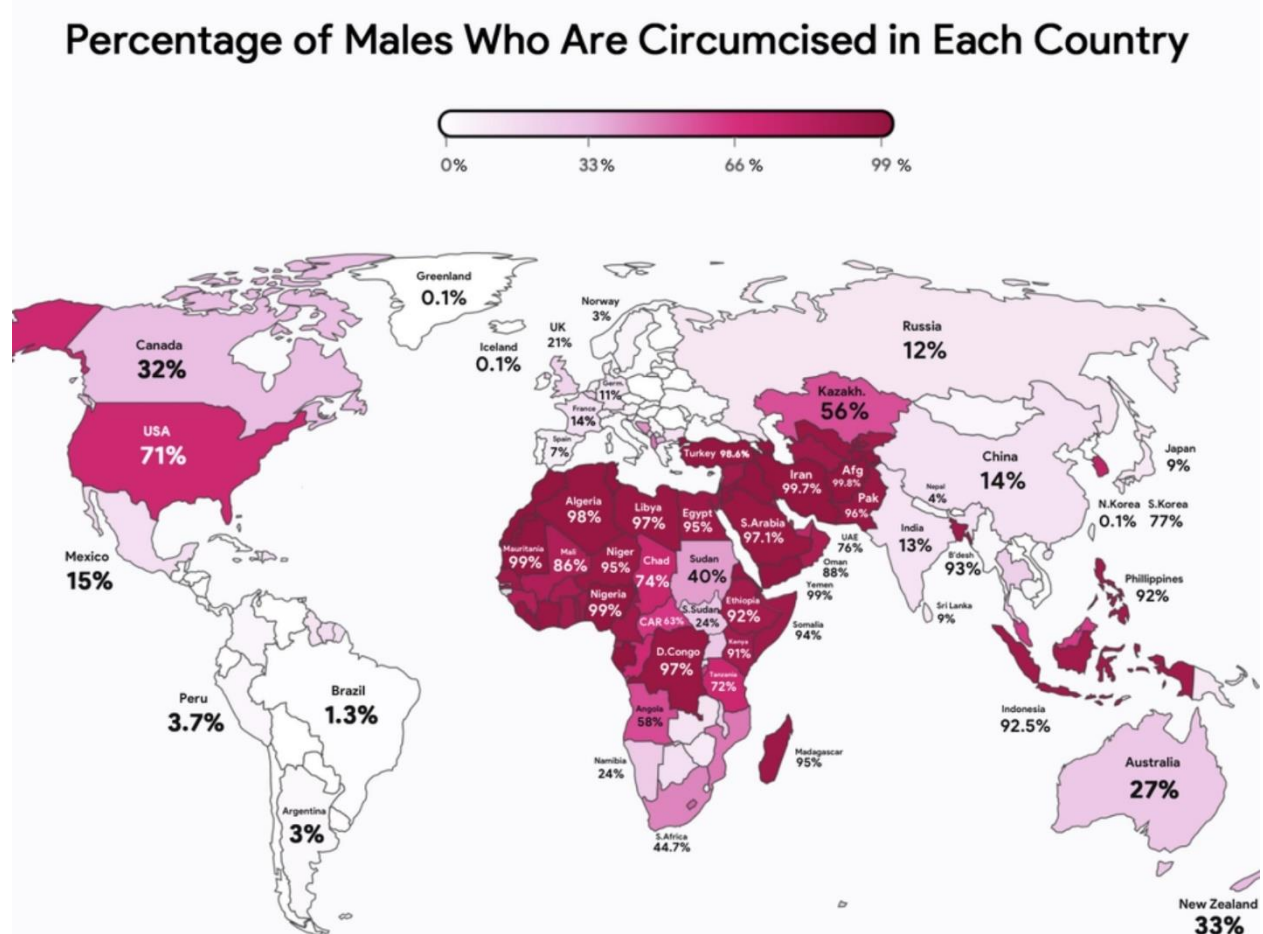 Percentage of Males Who Are Circumcised in Each Country
0% 33% 66 % 99 %
Greenland
0.1%
Iceland
0.1%
Norway
3%
UK
21%
Germ.
11%
France
14%
Spain
7%
Russia
12%
Canada
32%
USA
71%
Mexico
15%
Kazakh.
56%
Turkey 98.6%
Iran
99.7%
Afg
99.8%
Pak
96%
China
14%
Nepal
4%
India
13%
B'desh
93%
Japan
9%
N.Korea
0.1%
S.Korea
77%
Algeria
98%
Libya
97%
Egypt
95%
S.Arabia
97.1%
UAE
76%
Oman
88%
Yemen
99%
Mauritania
99%
Mali
86%
Niger
95%
Chad
74%
Sudan
40%
Nigeria
99%
CAR 63%
S.Sudan
24%
Ethiopia
92%
Somalia
94%
Kenya
91%
D.Congo
97%
Tanzania
72%
Angola
58%
Namibia
24%
S.Africa
44.7%
Madagascar
95%
Sri Lanka
9%
Phillippines
92%
Indonesia
92.5%
Peru
3.7%
Brazil
1.3%
Argentina
3%
Australia
27%
New Zealand
33%